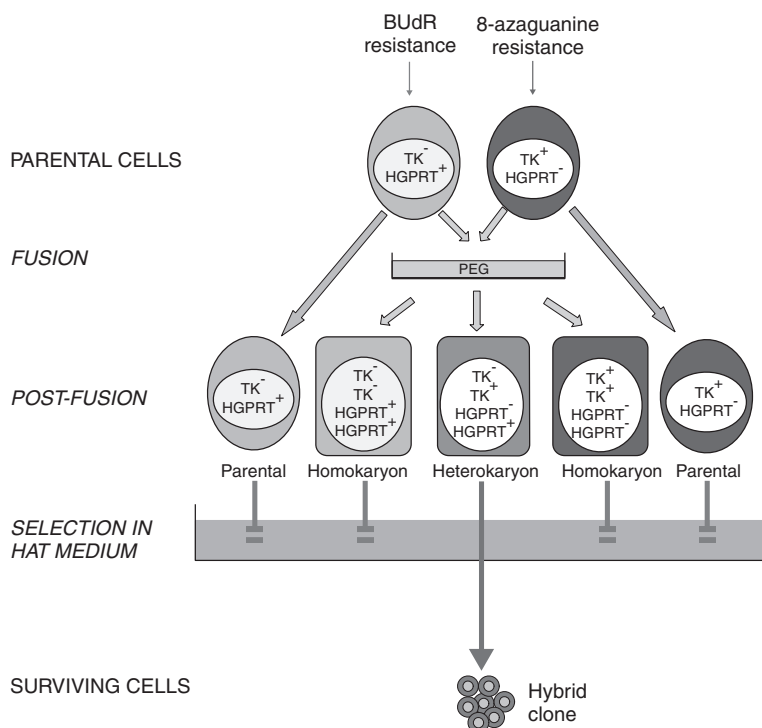 BUdR
resistance
8-azaguanine
resistance
PARENTAL CELLS
TK⁻
HGPRT⁺
TK⁺
HGPRT⁻
FUSION
PEG
POST-FUSION
TK⁻
HGPRT⁺
TK⁻
TK⁻
HGPRT⁺
HGPRT⁺
TK⁻
TK⁺
HGPRT⁻
HGPRT⁺
TK⁺
TK⁺
HGPRT⁻
HGPRT⁻
TK⁺
HGPRT⁻
Parental
Homokaryon
Heterokaryon
Homokaryon
Parental
SELECTION IN
HAT MEDIUM
SURVIVING CELLS
Hybrid
clone